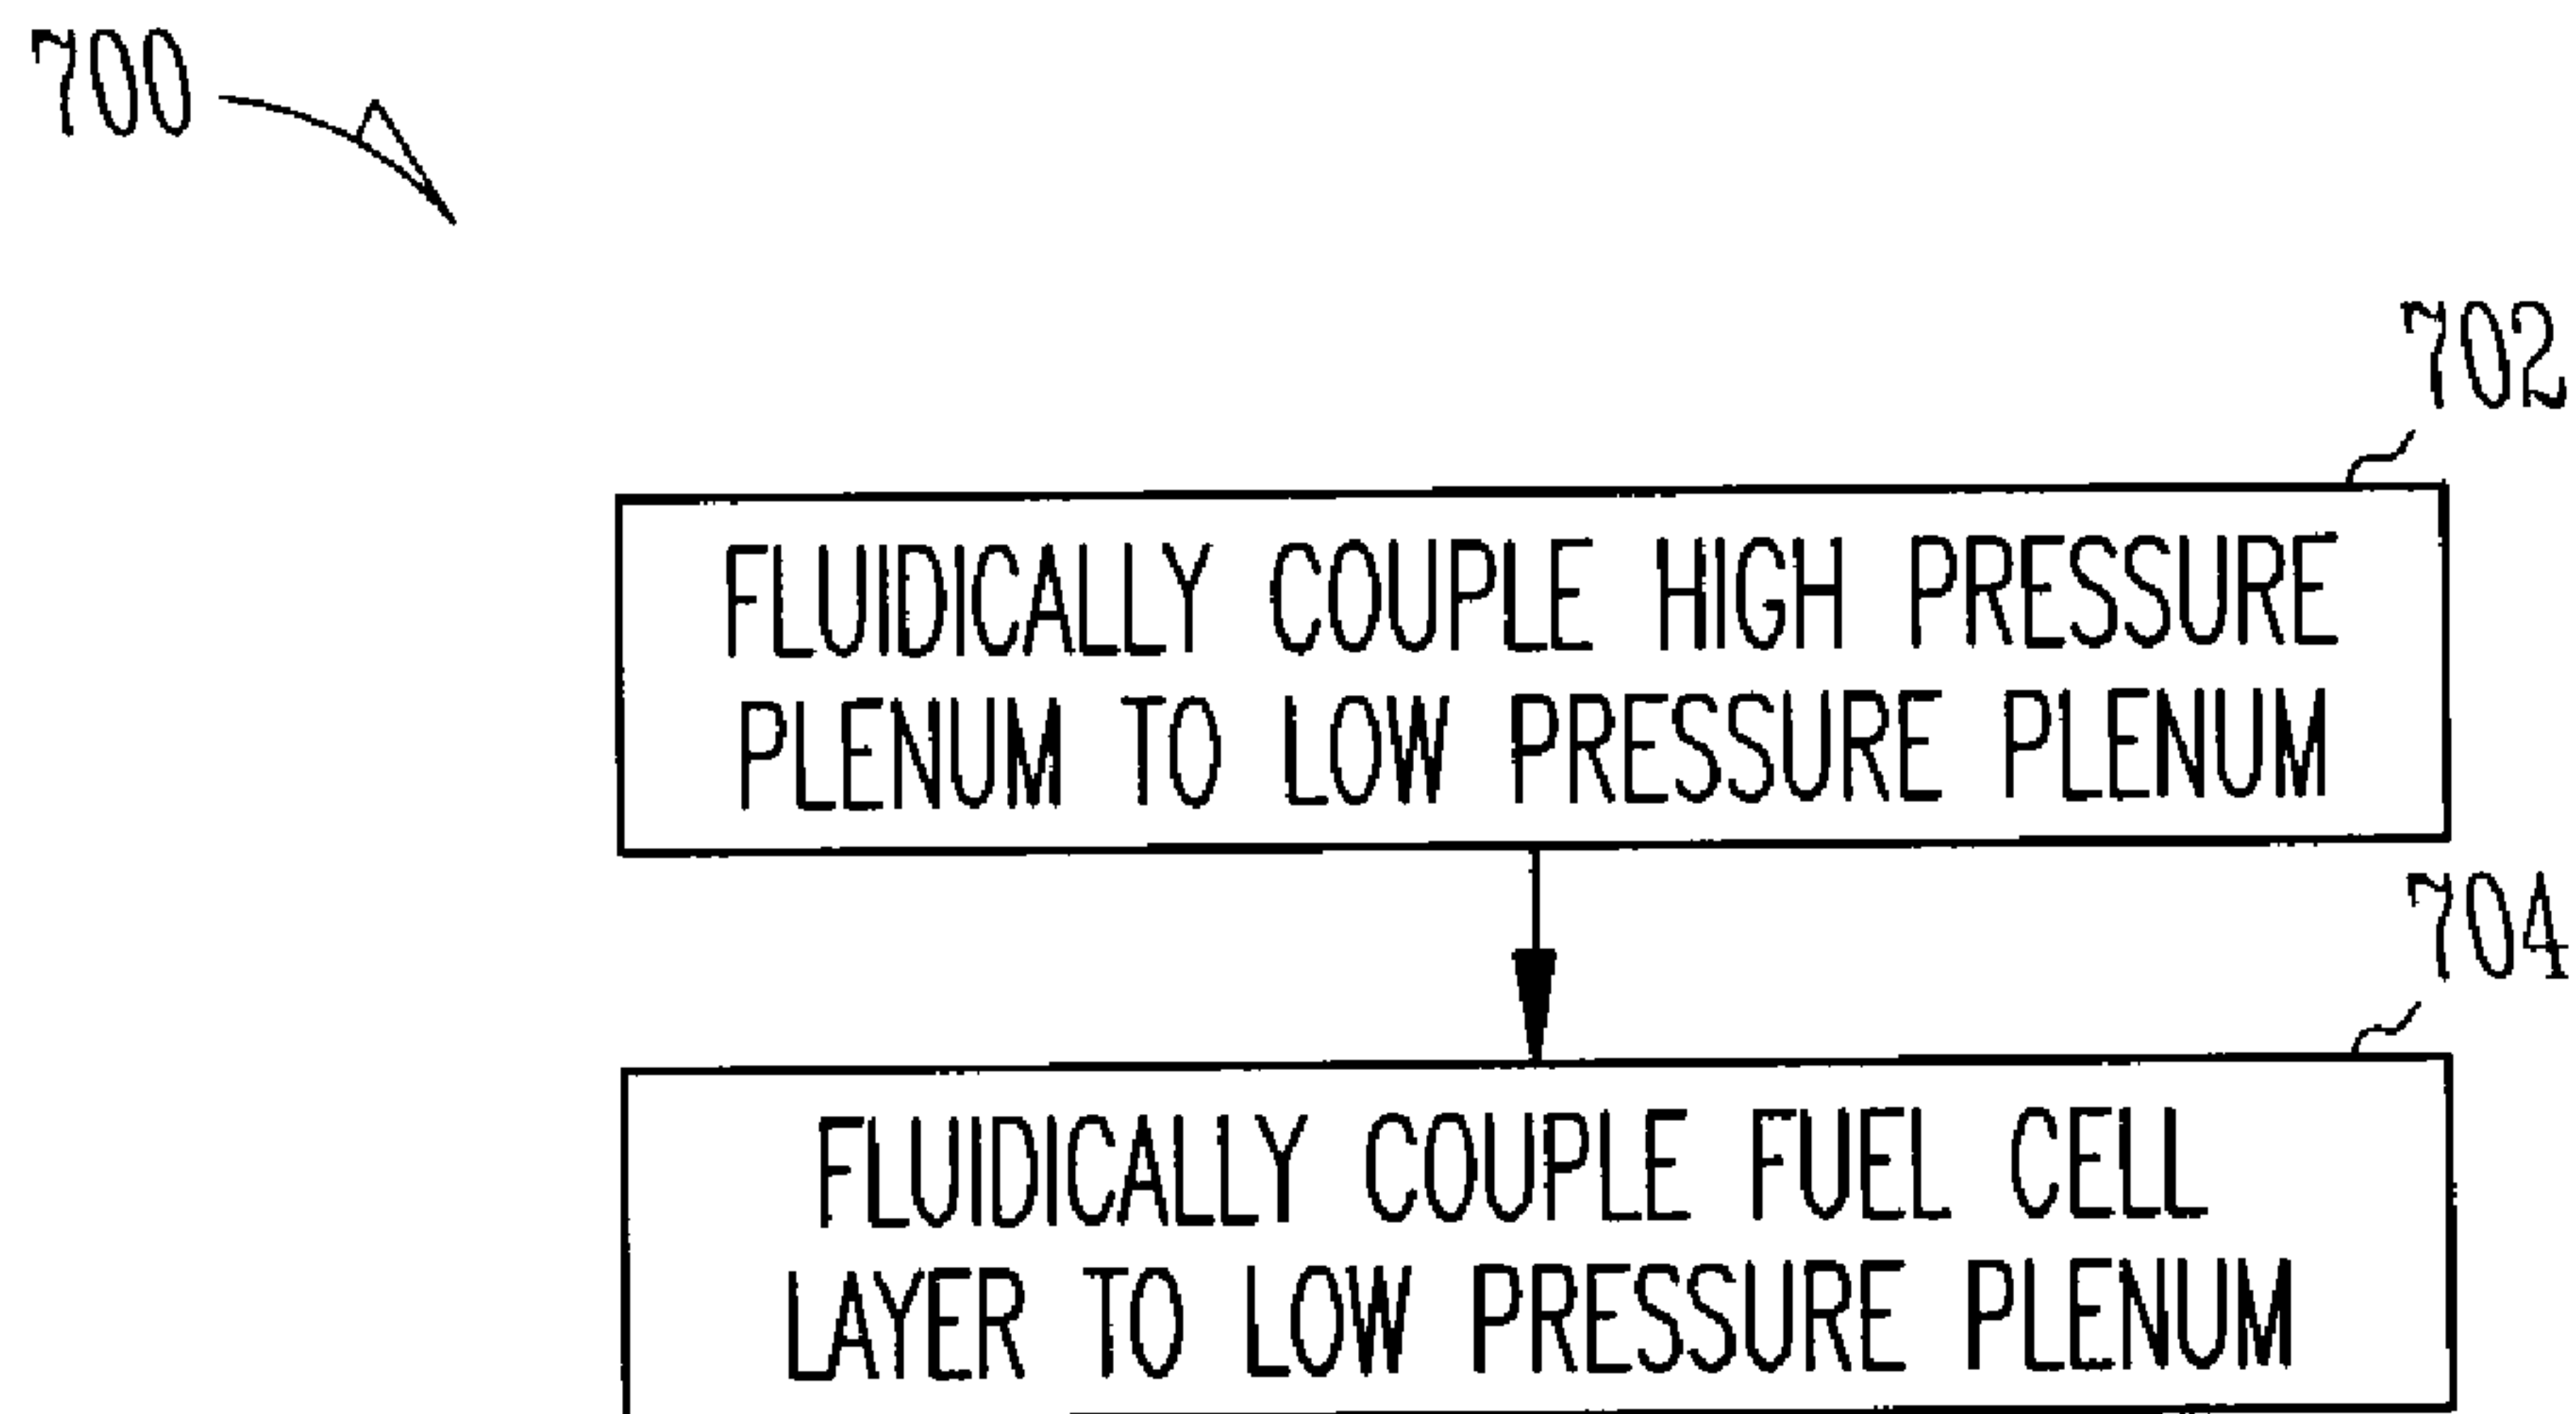 700
702
FLUIDICALLY COUPLE HIGH PRESSURE
PLENUM TO LOW PRESSURE PLENUM
704
FLUIDICALLY COUPLE FUEL CELL
LAYER TO LOW PRESSURE PLENUM